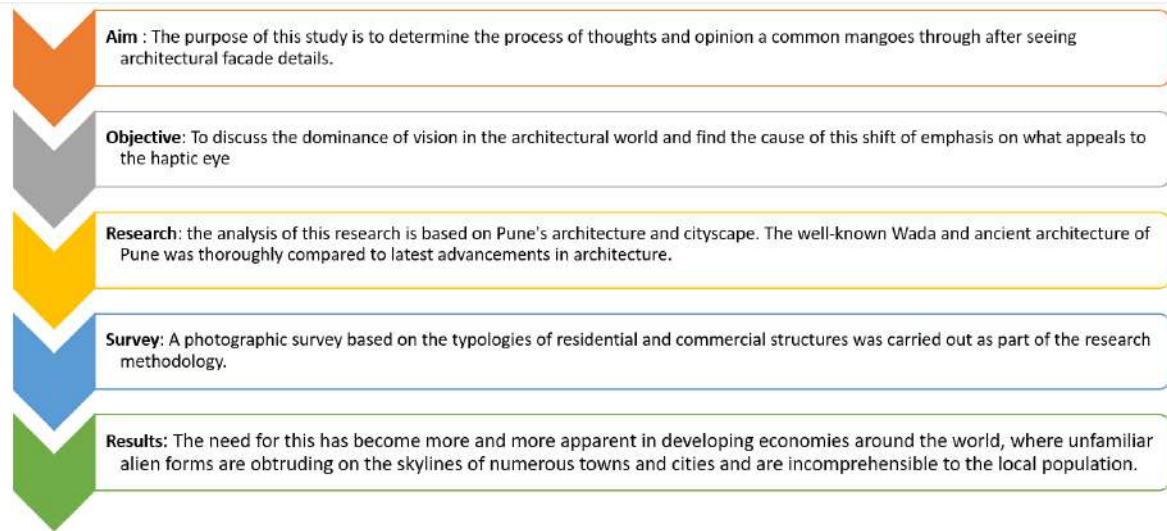 Aim : The purpose of this study is to determine the process of thoughts and opinion a common mangoes through after seeing
architectural facade details.
Objective: To discuss the dominance of vision in the architectural world and find the cause of this shift of emphasis on what appeals to
the haptic eye
Research: the analysis of this research is based on Pune's architecture and cityscape. The well-known Wada and ancient architecture of
Pune was thoroughly compared to latest advancements in architecture.
Survey: A photographic survey based on the typologies of residential and commercial structures was carried out as part of the research
methodology.
Results: The need for this has become more and more apparent in developing economies around the world, where unfamiliar
alien forms are obtruding on the skylines of numerous towns and cities and are incomprehensible to the local population.